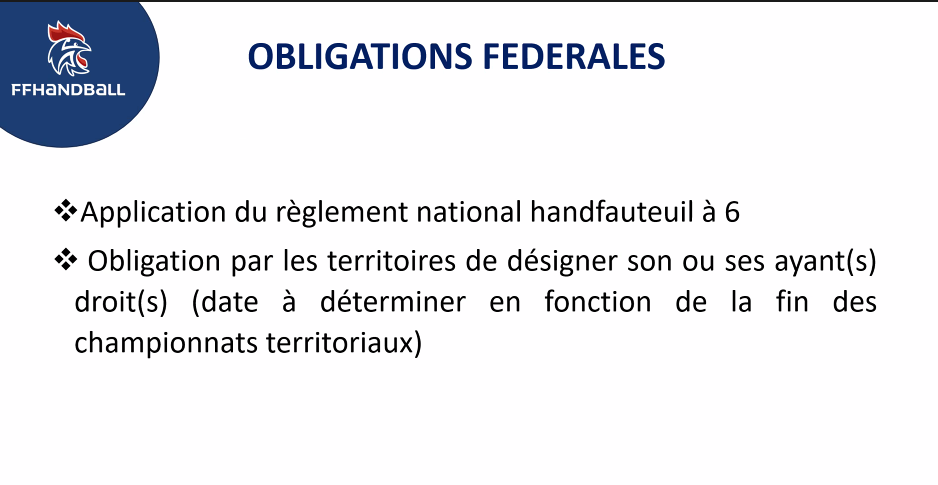 FFHANDBALL
OBLIGATIONS FEDERALES
❖Application du règlement national handfauteuil à 6
❖ Obligation par les territoires de désigner son ou ses ayant(s)
droit(s) (date à déterminer en fonction de la fin des
championnats territoriaux)